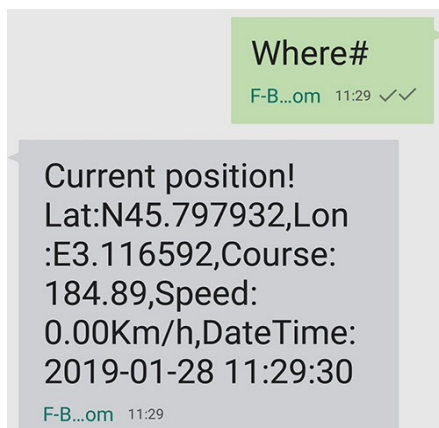 Where#
F-B...om 11:29
Current position!
Lat:N45.797932,Lon
:E3.116592,Course:
184.89,Speed:
0.00Km/h,DateTime:
2019-01-28 11:29:30
F-B...om 11:29